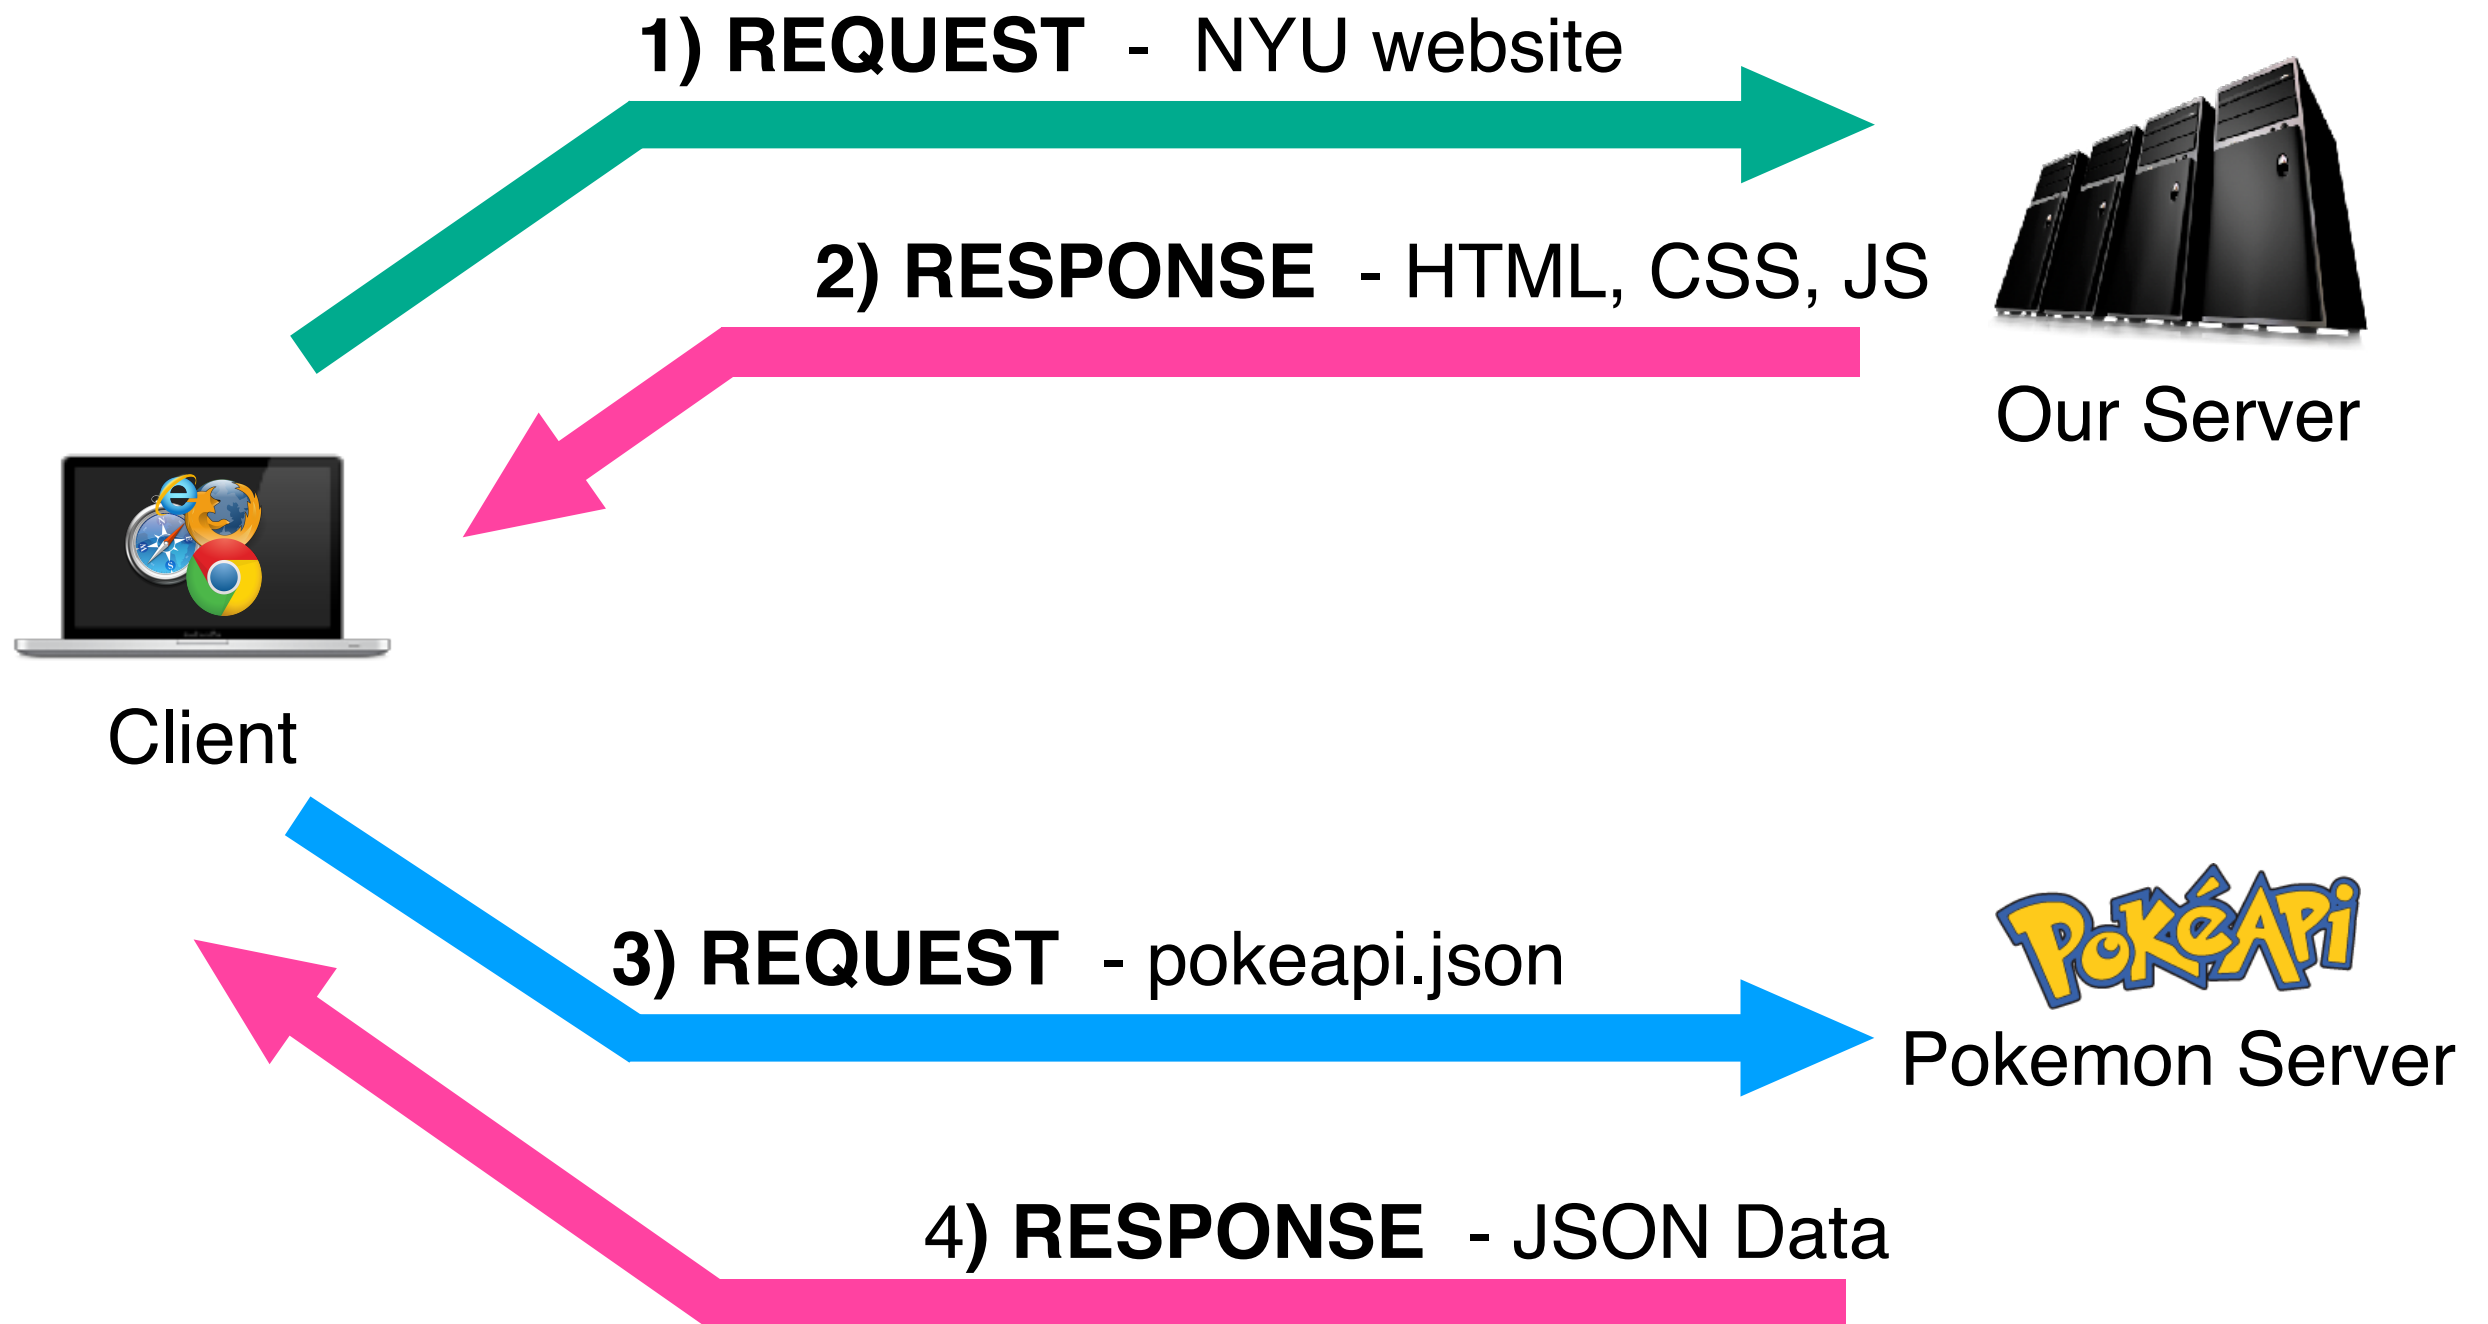 1) REQUEST - NYU website
2) RESPONSE - HTML, CSS, JS
Our Server
Client
3) REQUEST - pokeapi.json
PokéAPi
Pokemon Server
4) RESPONSE - JSON Data